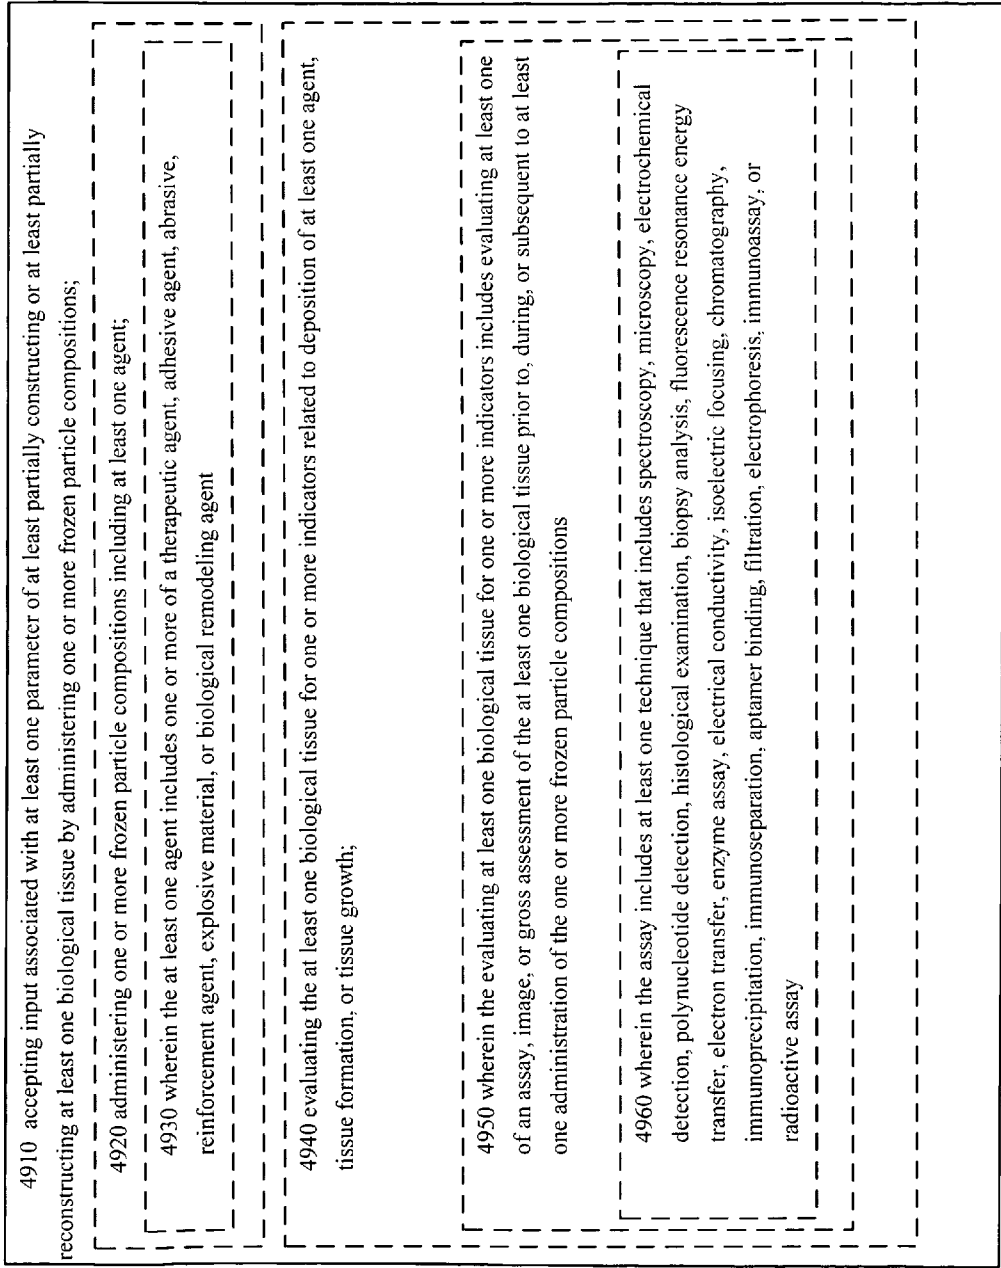 4910 accepting input associated with at least one parameter of at least partially constructing or at least partially
reconstructing at least one biological tissue by administering one or more frozen particle compositions;
4920 administering one or more frozen particle compositions including at least one agent;
4930 wherein the at least one agent includes one or more of a therapeutic agent, adhesive agent, abrasive,
reinforcement agent, explosive material, or biological remodeling agent
4940 evaluating the at least one biological tissue for one or more indicators related to deposition of at least one agent,
tissue formation, or tissue growth;
4950 wherein the evaluating at least one biological tissue for one or more indicators includes evaluating at least one
of an assay, image, or gross assessment of the at least one biological tissue prior to, during, or subsequent to at least
one administration of the one or more frozen particle compositions
4960 wherein the assay includes at least one technique that includes spectroscopy, microscopy, electrochemical
detection, polynucleotide detection, histological examination, biopsy analysis, fluorescence resonance energy
transfer, electron transfer, enzyme assay, electrical conductivity, isoelectric focusing, chromatography,
immunoprecipitation, immunoseparation, aptamer binding, filtration, electrophoresis, immunoassay, or
radioactive assay